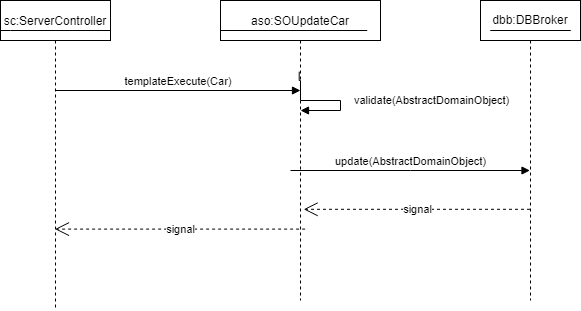 sc:ServerController
aso:SOUpdateCar
dbb:DBBroker
templateExecute(Car)
validate(AbstractDomainObject)
update(AbstractDomainObject)
signal
signal